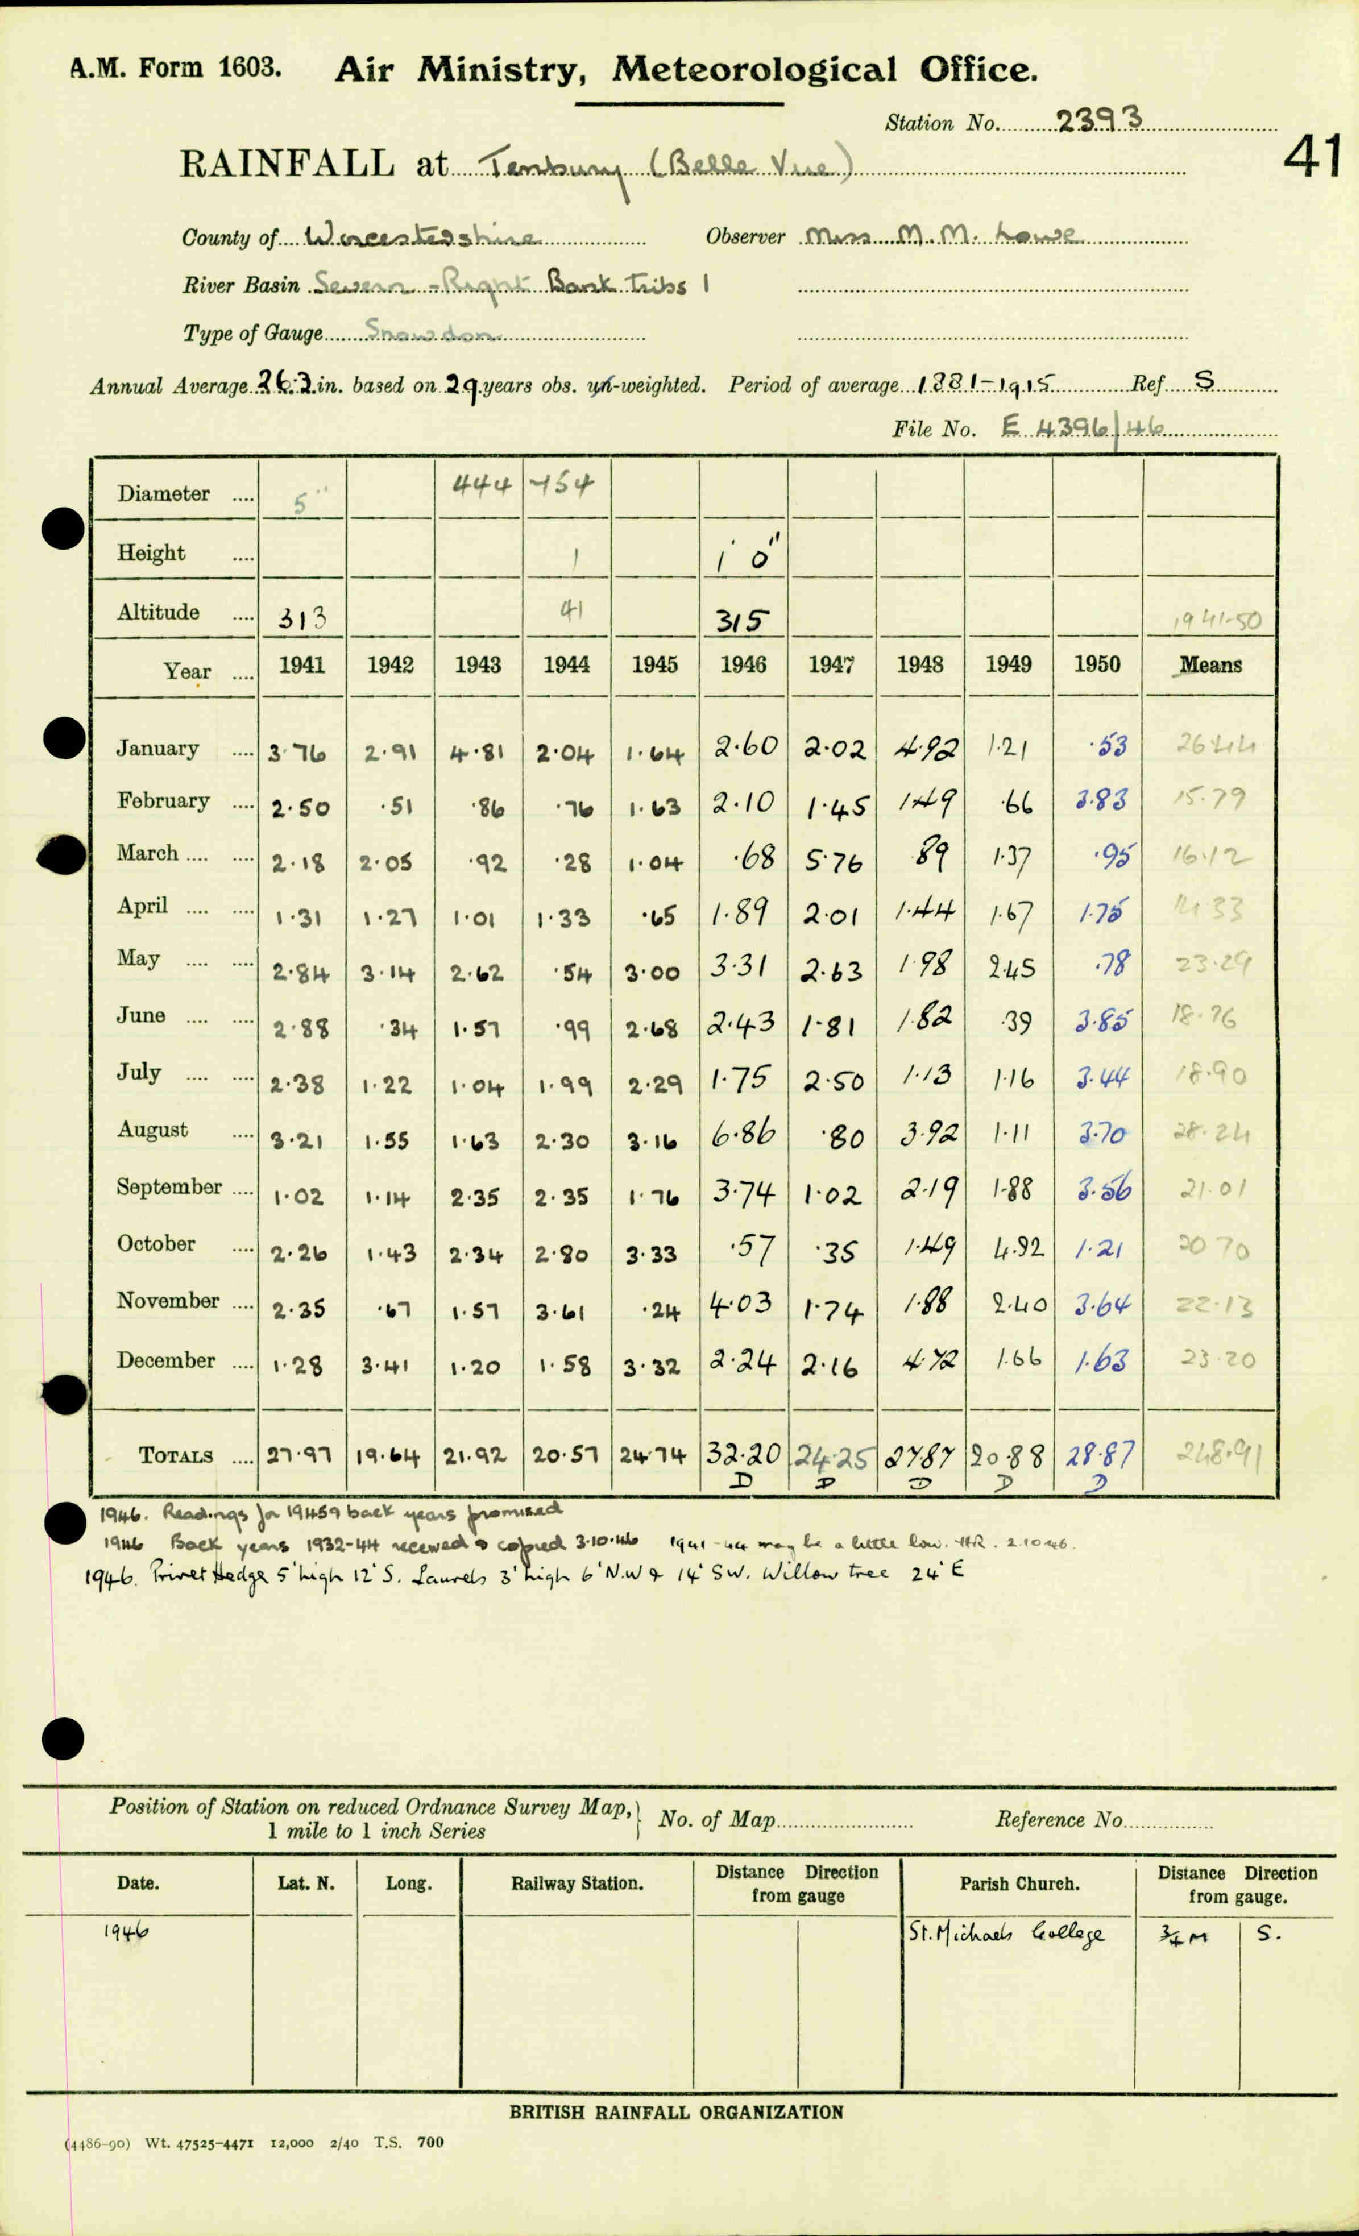 A.M. Form 1603. Air Ministry, Meteorological Office.
Station No. 2393
41
RAINFALL at Tenbury (Belle Vue)
County of Worcestershire Observer Miss M. M. Lowe
River Basin Severn - Right Bank Tribs 1
Type of Gauge Snowdon
Annual Average 26.2 in. based on 29 years obs. un-weighted. Period of average 1881-1915 Ref S
File No. E 4396/46
Diameter .... 5" 444 754
Height .... 1 1' 0"
Altitude .... 313 41 315 1941-50
Year .... 1941 1942 1943 1944 1945 1946 1947 1948 1949 1950 Means
January .... 3.76 2.91 4.81 2.04 1.64 2.60 2.02 4.92 1.21 .53 26.44
February .... 2.50 .51 .86 .76 1.63 2.10 1.45 1.49 .66 3.83 15.79
March .... .... 2.18 2.05 .92 .28 1.04 .68 5.76 .89 1.37 .95 16.12
April .... .... 1.31 1.27 1.01 1.33 .65 1.89 2.01 1.44 1.67 1.75 14.33
May .... .... 2.84 3.14 2.62 .54 3.00 3.31 2.63 1.98 2.45 .78 23.29
June .... .... 2.88 .34 1.57 .99 2.68 2.43 1.81 1.82 .39 3.85 18.76
July .... .... 2.38 1.22 1.04 1.99 2.29 1.75 2.50 1.13 1.16 3.44 18.90
August .... 3.21 1.55 1.63 2.30 3.16 6.86 .80 3.92 1.11 3.70 28.24
September .... 1.02 1.14 2.35 2.35 1.76 3.74 1.02 2.19 1.88 3.56 21.01
October .... 2.26 1.43 2.34 2.80 3.33 .57 .35 1.49 4.92 1.21 20.70
November .... 2.35 .67 1.57 3.61 .24 4.03 1.74 1.88 2.40 3.64 22.13
December .... 1.28 3.41 1.20 1.58 3.32 2.24 2.16 4.72 1.66 1.63 23.20
TOTALS .... 27.97 19.64 21.92 20.57 24.74 32.20 24.25 27.87 20.88 28.87 248.91
D D D D D
1946. Readings for 1945 & back years promised
1946 Back years 1932-44 received & copied 3.10.46 1941-44 may be a little low. 2.10.46.
1946. Privet Hedge 5' high 12' S. Laurels 3' high 6' N.W & 14' SW. Willow tree 24' E
Position of Station on reduced Ordnance Survey Map, 1 mile to 1 inch Series No. of Map Reference No.
Date. Lat. N. Long. Railway Station. Distance Direction from gauge Parish Church. Distance Direction from gauge.
1946 St. Michaels College 3/4 M S.
BRITISH RAINFALL ORGANIZATION
(4486-90) Wt. 47525-4471 12,000 2/40 T.S. 700